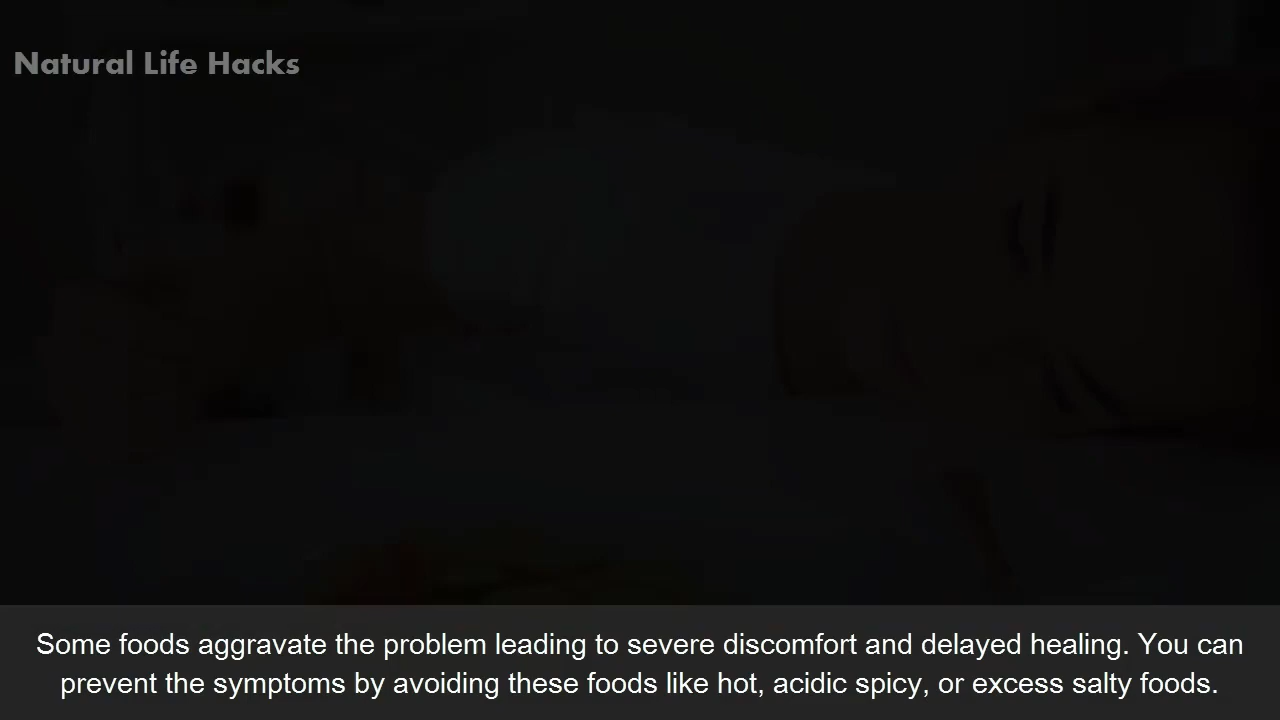 Natural Life Hacks
Some foods aggravate the problem leading to severe discomfort and delayed healing. You can
prevent the symptoms by avoiding these foods like hot, acidic spicy, or excess salty foods.